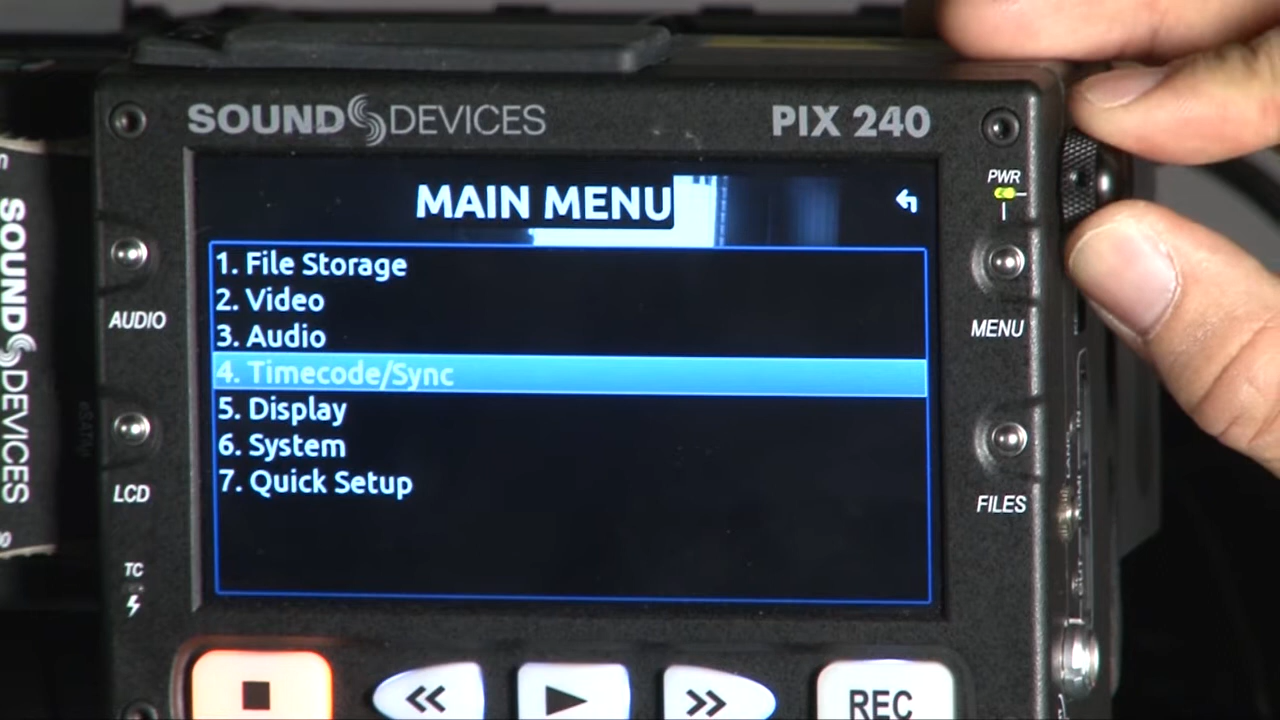 SOUND DEVICES
PIX 240
MAIN MENU
1. File Storage
2. Video
3. Audio
4. Timecode/Sync
5. Display
6. System
7. Quick Setup
PWR
AUDIO
MENU
LCD
FILES
TC
REC
SOUND DEVICES